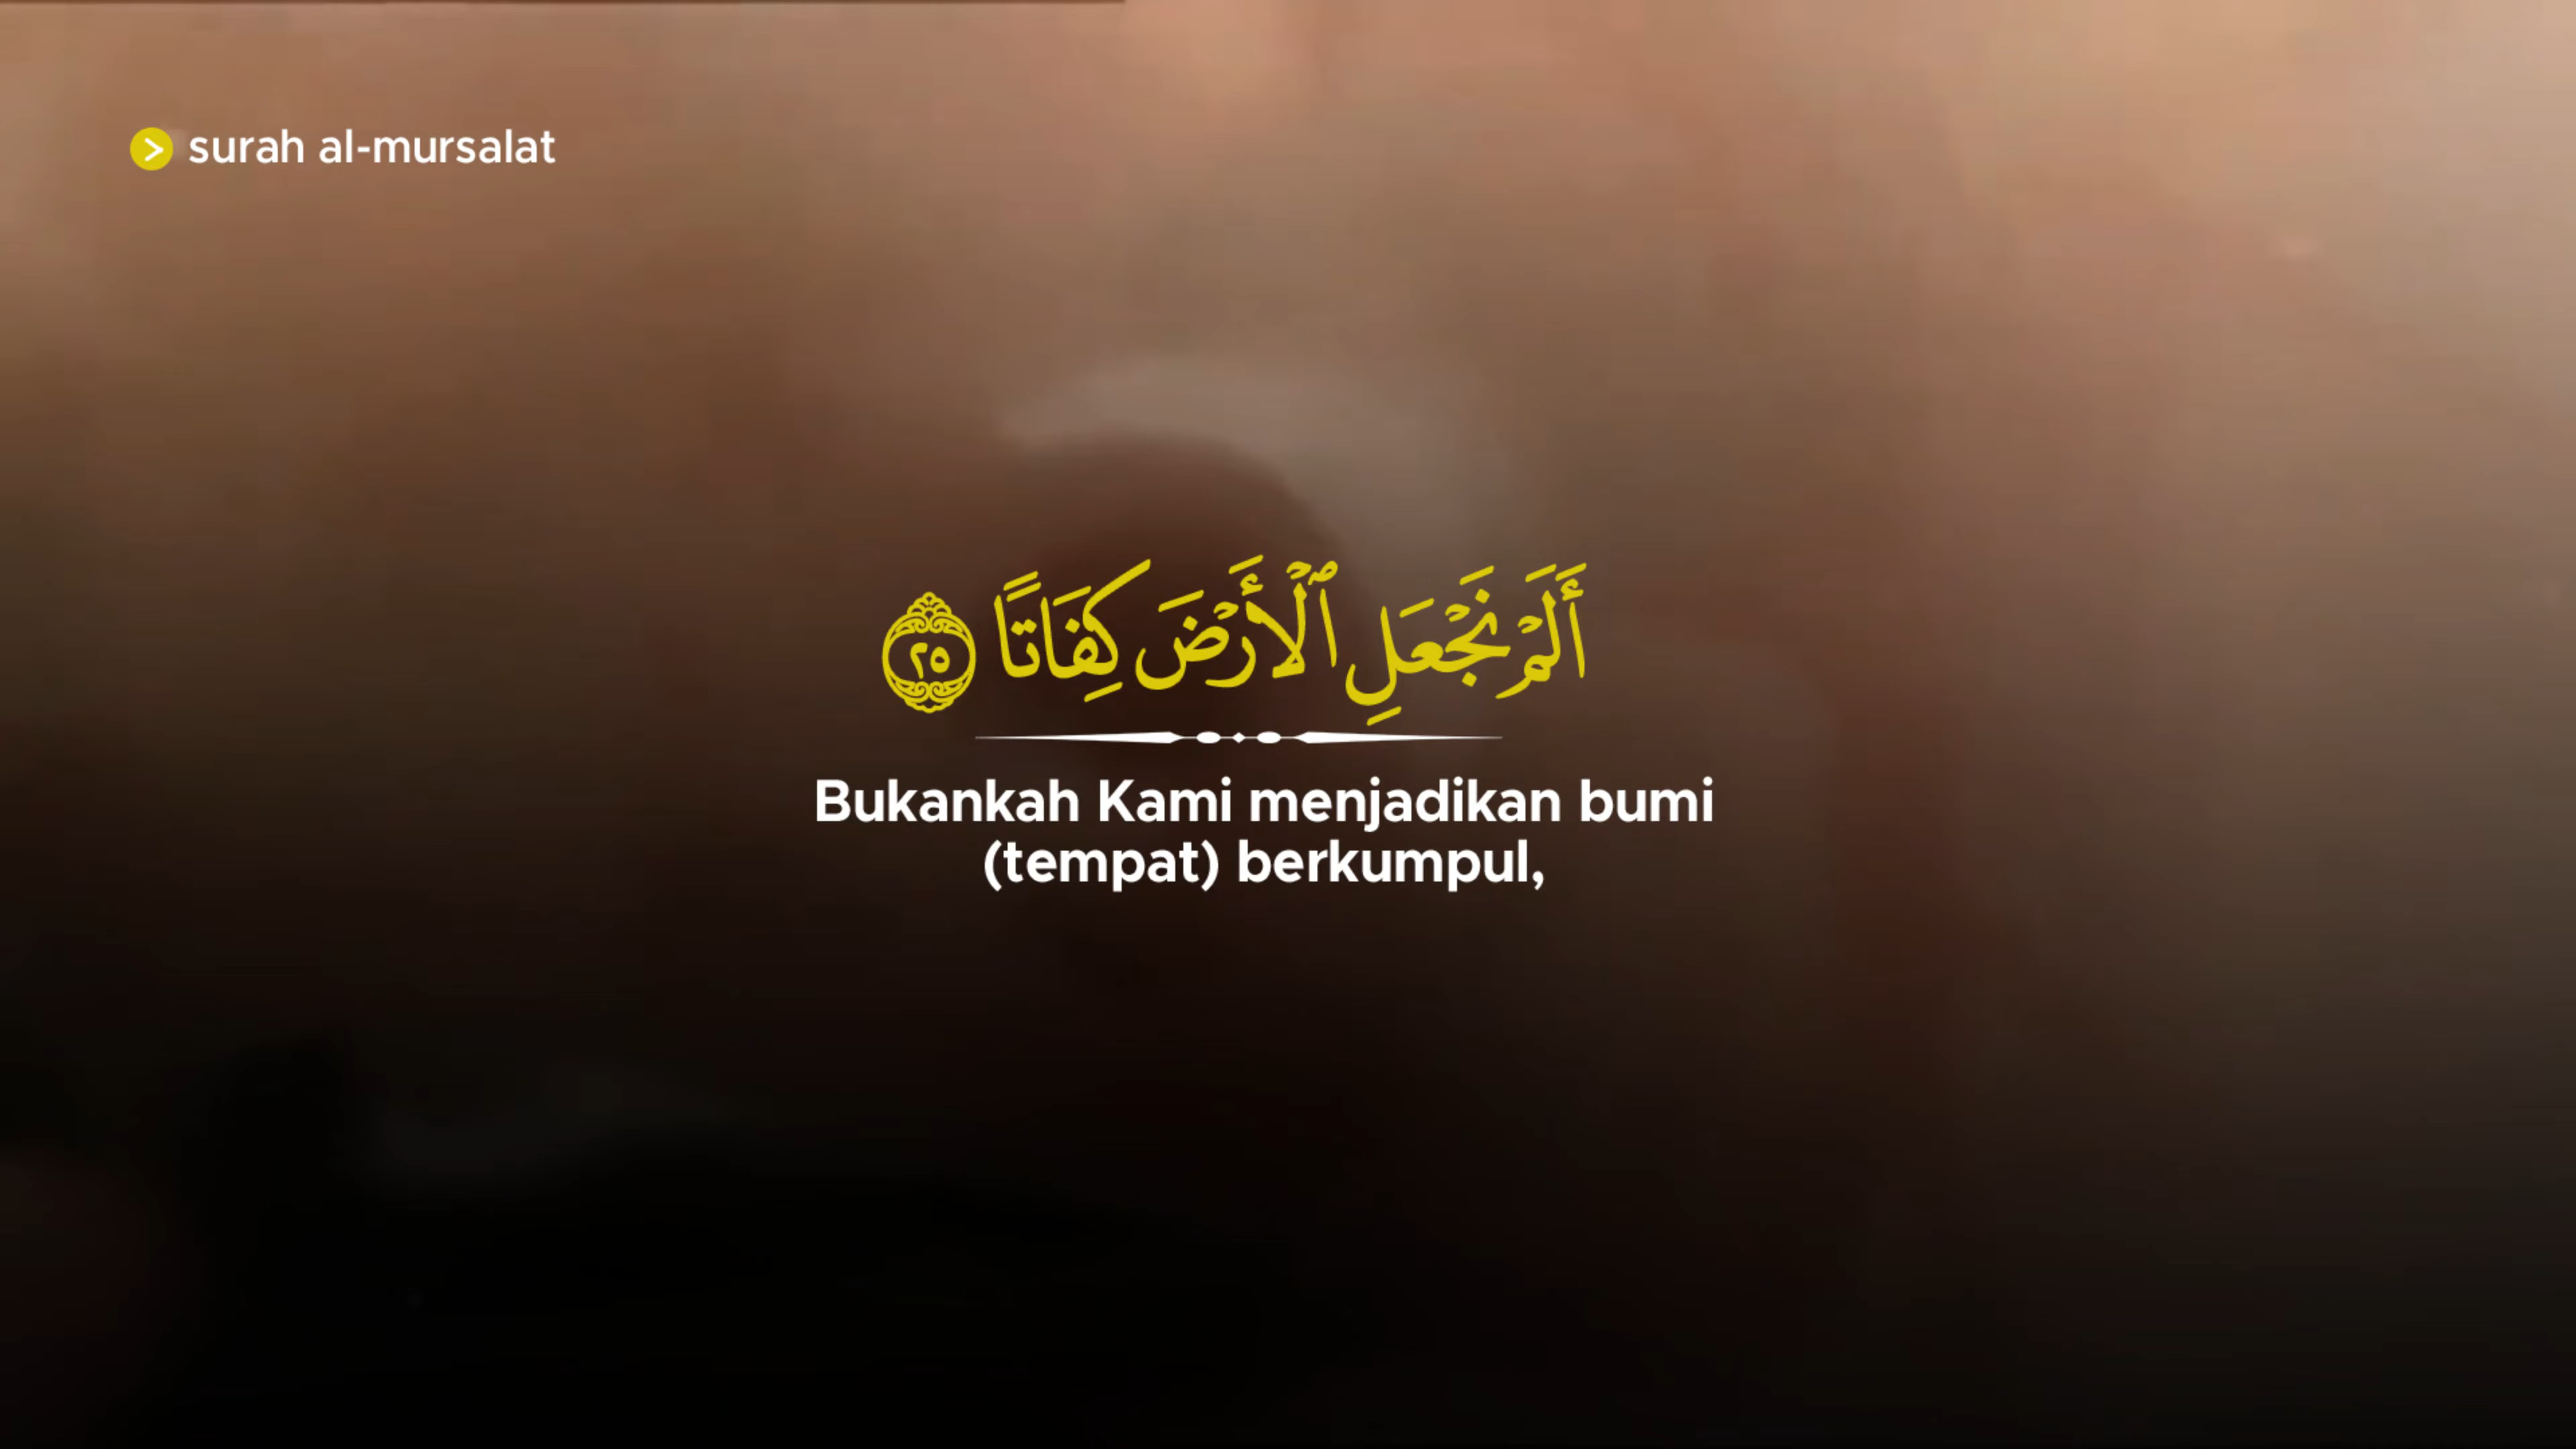 surah al-mursalat
أَلَمْ نَجْعَلِ ٱلْأَرْضَ كِفَاتًا ٢٥
Bukankah Kami menjadikan bumi
(tempat) berkumpul,